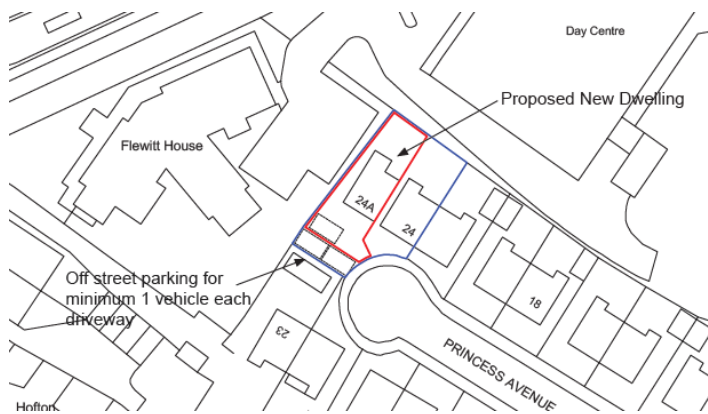 Day Centre
Proposed New Dwelling
Flewitt House
24A
24
Off street parking for
minimum 1 vehicle each
driveway
18
23
PRINCESS AVENUE
Hofton